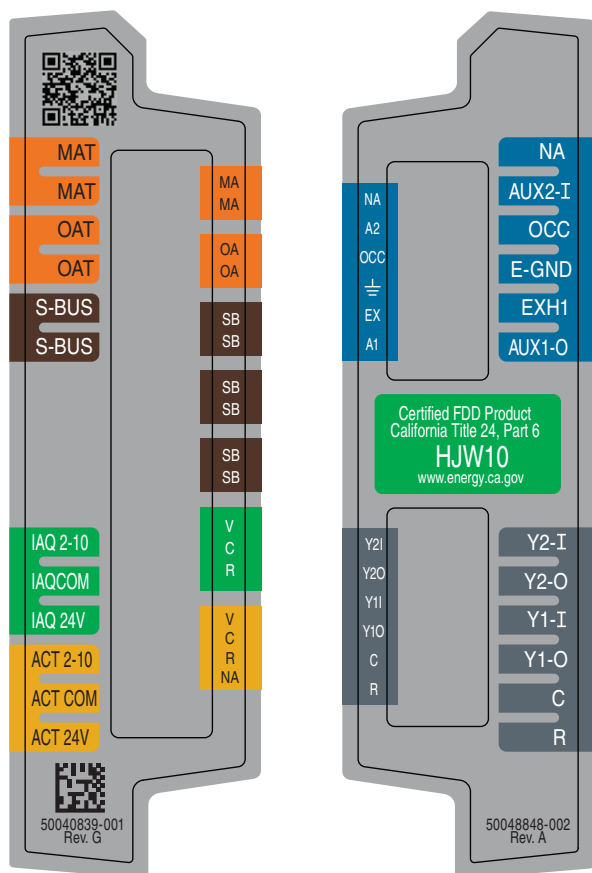 MAT
MAT
OAT
OAT
S-BUS
S-BUS
IAQ 2-10
IAQCOM
IAQ 24V
ACT 2-10
ACT COM
ACT 24V
50040839-001
Rev. G
MA
MA
OA
OA
SB
SB
SB
SB
SB
SB
V
C
R
V
C
R
NA
NA
A2
OCC
EX
A1
NA
AUX2-I
OCC
E-GND
EXH1
AUX1-O
Certified FDD Product
California Title 24, Part 6
HJW10
www.energy.ca.gov
Y2I
Y2O
Y1I
Y1O
C
R
Y2-I
Y2-O
Y1-I
Y1-O
C
R
50048848-002
Rev. A